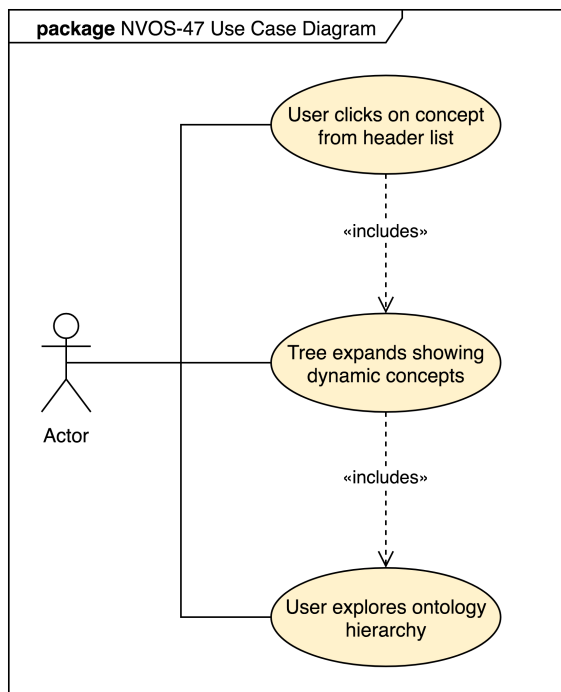 package NVOS-47 Use Case Diagram
User clicks on concept
from header list
«includes»
Tree expands showing
dynamic concepts
Actor
«includes»
User explores ontology
hierarchy